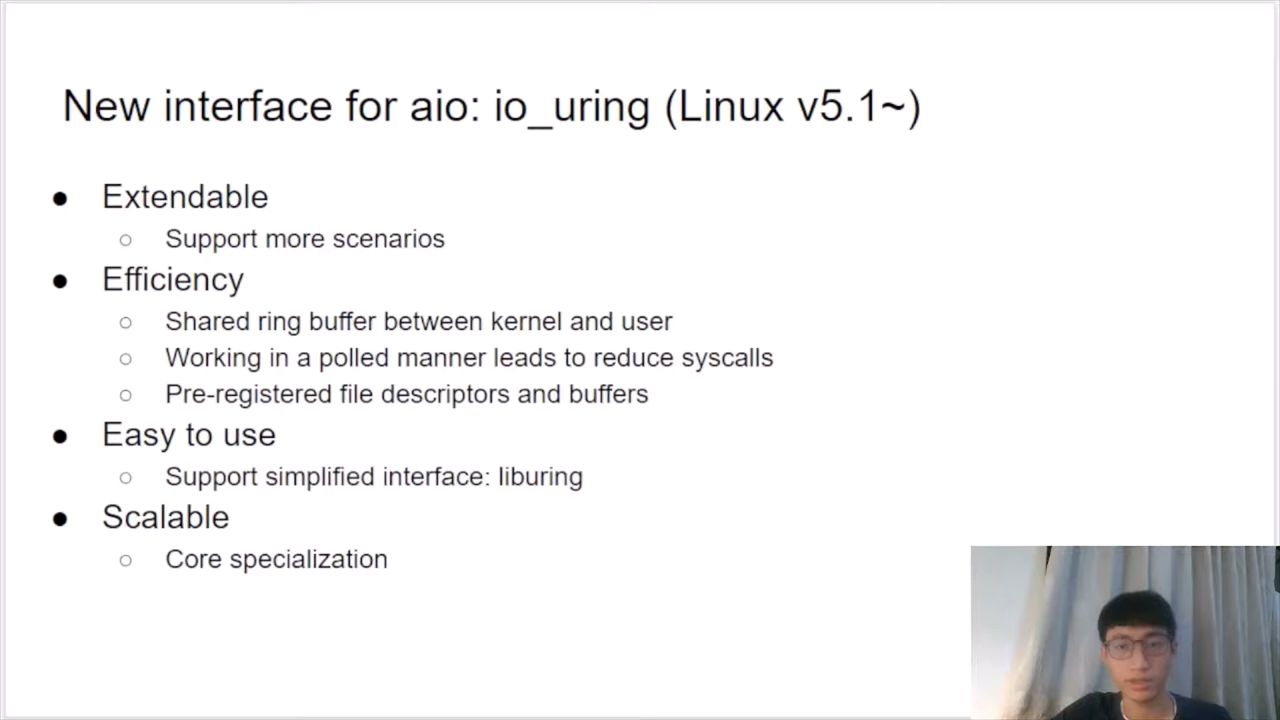 New interface for aio: io_uring (Linux v5.1~)
● Extendable
○ Support more scenarios
● Efficiency
○ Shared ring buffer between kernel and user
○ Working in a polled manner leads to reduce syscalls
○ Pre-registered file descriptors and buffers
● Easy to use
○ Support simplified interface: liburing
● Scalable
○ Core specialization